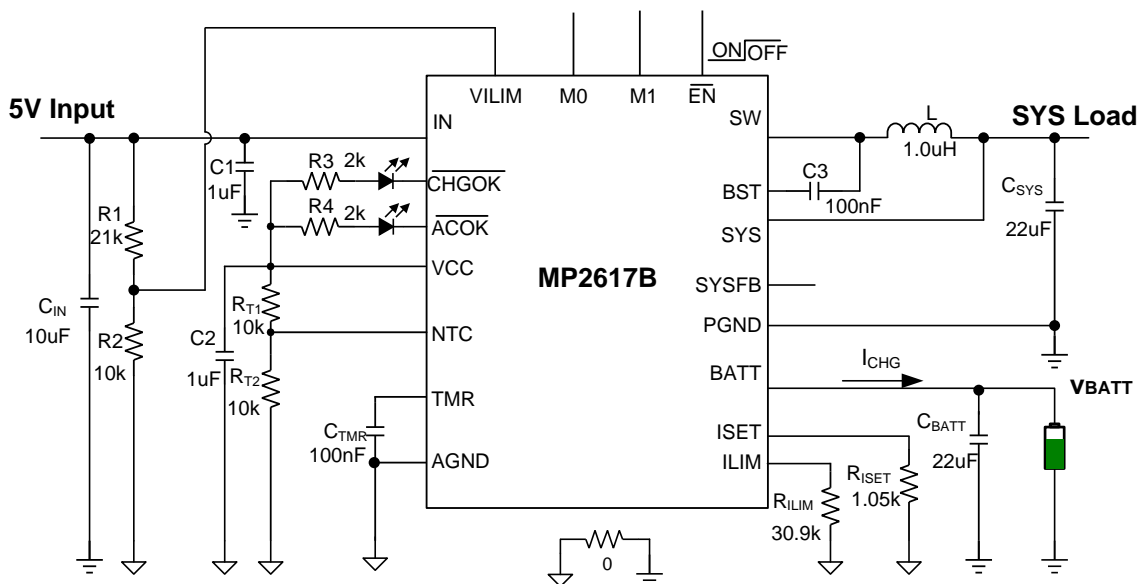 ON OFF
VILIM M0 M1 EN
5V Input
IN
SW
L
1.0uH
SYS Load
C1
1uF
R3 2k
CHGOK
R4 2k
ACOK
C3
100nF
BST
SYS
CSYS
22uF
R1
21k
VCC
MP2617B
SYSFB
CIN
10uF
R2
10k
C2
1uF
RT1
10k
NTC
RT2
10k
PGND
BATT
ICHG
VBATT
TMR
CTMR
100nF
AGND
ISET
ILIM
CBATT
22uF
RISET
1.05k
RILIM
30.9k
0